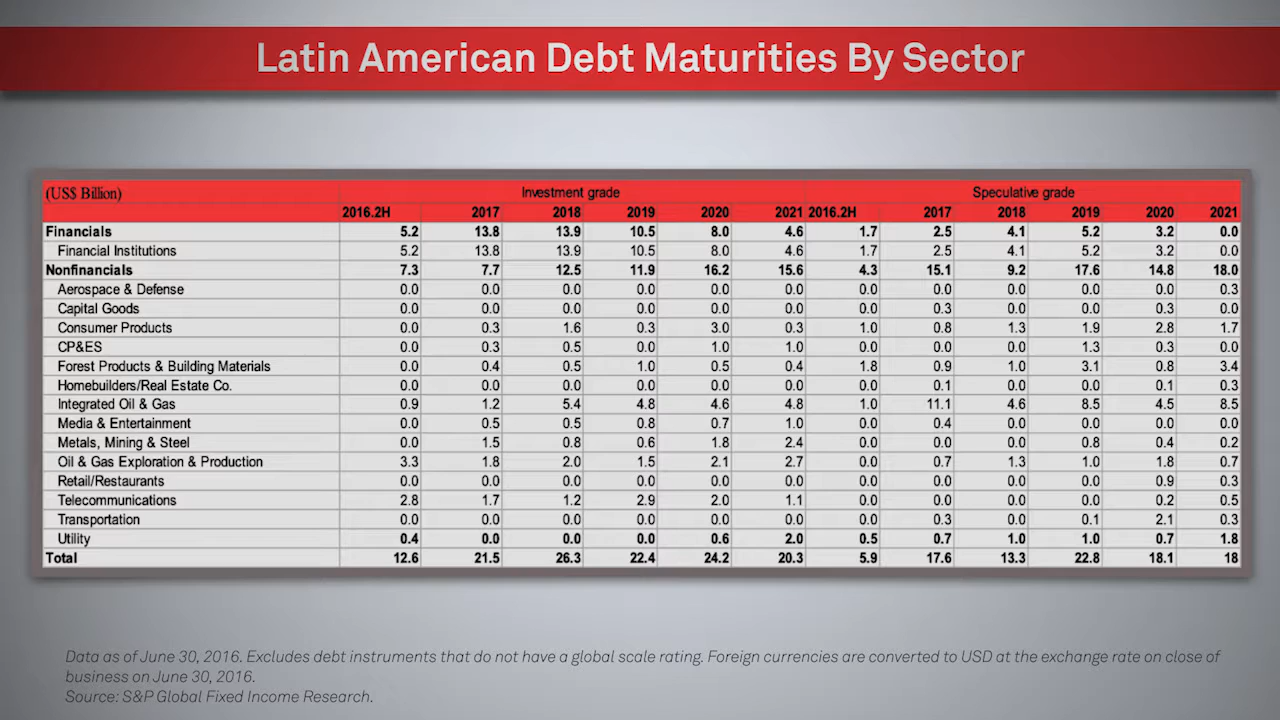 Latin American Debt Maturities By Sector
(US$ Billion) Investment grade Speculative grade
2016.2H 2017 2018 2019 2020 2021 2016.2H 2017 2018 2019 2020 2021
Financials 5.2 13.8 13.9 10.5 8.0 4.6 1.7 2.5 4.1 5.2 3.2 0.0
Financial Institutions 5.2 13.8 13.9 10.5 8.0 4.6 1.7 2.5 4.1 5.2 3.2 0.0
Nonfinancials 7.3 7.7 12.5 11.9 16.2 15.6 4.3 15.1 9.2 17.6 14.8 18.0
Aerospace & Defense 0.0 0.0 0.0 0.0 0.0 0.0 0.0 0.0 0.0 0.0 0.0 0.3
Capital Goods 0.0 0.0 0.0 0.0 0.0 0.0 0.0 0.3 0.0 0.0 0.3 0.0
Consumer Products 0.0 0.3 1.6 0.3 3.0 0.3 1.0 0.8 1.3 1.9 2.8 1.7
CP&ES 0.0 0.3 0.5 0.0 1.0 1.0 0.0 0.0 0.0 1.3 0.3 0.0
Forest Products & Building Materials 0.0 0.4 0.5 1.0 0.5 0.4 1.8 0.9 1.0 3.1 0.8 3.4
Homebuilders/Real Estate Co. 0.0 0.0 0.0 0.0 0.0 0.0 0.0 0.1 0.0 0.0 0.1 0.3
Integrated Oil & Gas 0.9 1.2 5.4 4.8 4.6 4.8 1.0 11.1 4.6 8.5 4.5 8.5
Media & Entertainment 0.0 0.5 0.5 0.8 0.7 1.0 0.0 0.4 0.0 0.0 0.0 0.0
Metals, Mining & Steel 0.0 1.5 0.8 0.6 1.8 2.4 0.0 0.0 0.0 0.8 0.4 0.2
Oil & Gas Exploration & Production 3.3 1.8 2.0 1.5 2.1 2.7 0.0 0.7 1.3 1.0 1.8 0.7
Retail/Restaurants 0.0 0.0 0.0 0.0 0.0 0.0 0.0 0.0 0.0 0.0 0.9 0.3
Telecommunications 2.8 1.7 1.2 2.9 2.0 1.1 0.0 0.0 0.0 0.0 0.2 0.5
Transportation 0.0 0.0 0.0 0.0 0.0 0.0 0.0 0.3 0.0 0.1 2.1 0.3
Utility 0.4 0.0 0.0 0.0 0.6 2.0 0.5 0.7 1.0 1.0 0.7 1.8
Total 12.6 21.5 26.3 22.4 24.2 20.3 5.9 17.6 13.3 22.8 18.1 18
Data as of June 30, 2016. Excludes debt instruments that do not have a global scale rating. Foreign currencies are converted to USD at the exchange rate on close of
business on June 30, 2016.
Source: S&P Global Fixed Income Research.